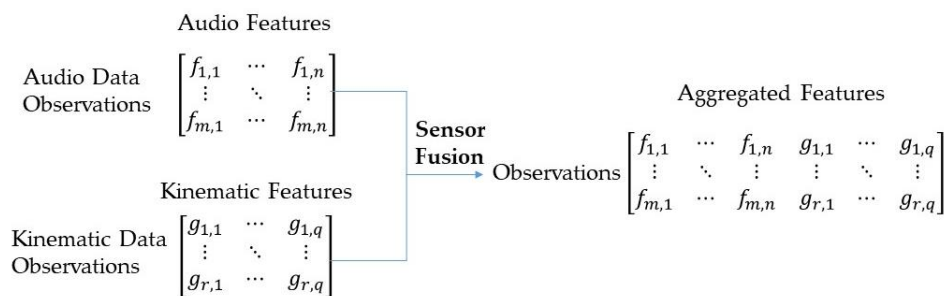 Audio Features
Audio Data
Observations
f1,1 ⋯ f1,n
⋮ ⋱ ⋮
fm,1 ⋯ fm,n
Kinematic Features
Kinematic Data
Observations
g1,1 ⋯ g1,q
⋮ ⋱ ⋮
gr,1 ⋯ gr,q
Sensor
Fusion
Aggregated Features
Observations
f1,1 ⋯ f1,n g1,1 ⋯ g1,q
⋮ ⋱ ⋮ ⋮ ⋱ ⋮
fm,1 ⋯ fm,n gr,1 ⋯ gr,q